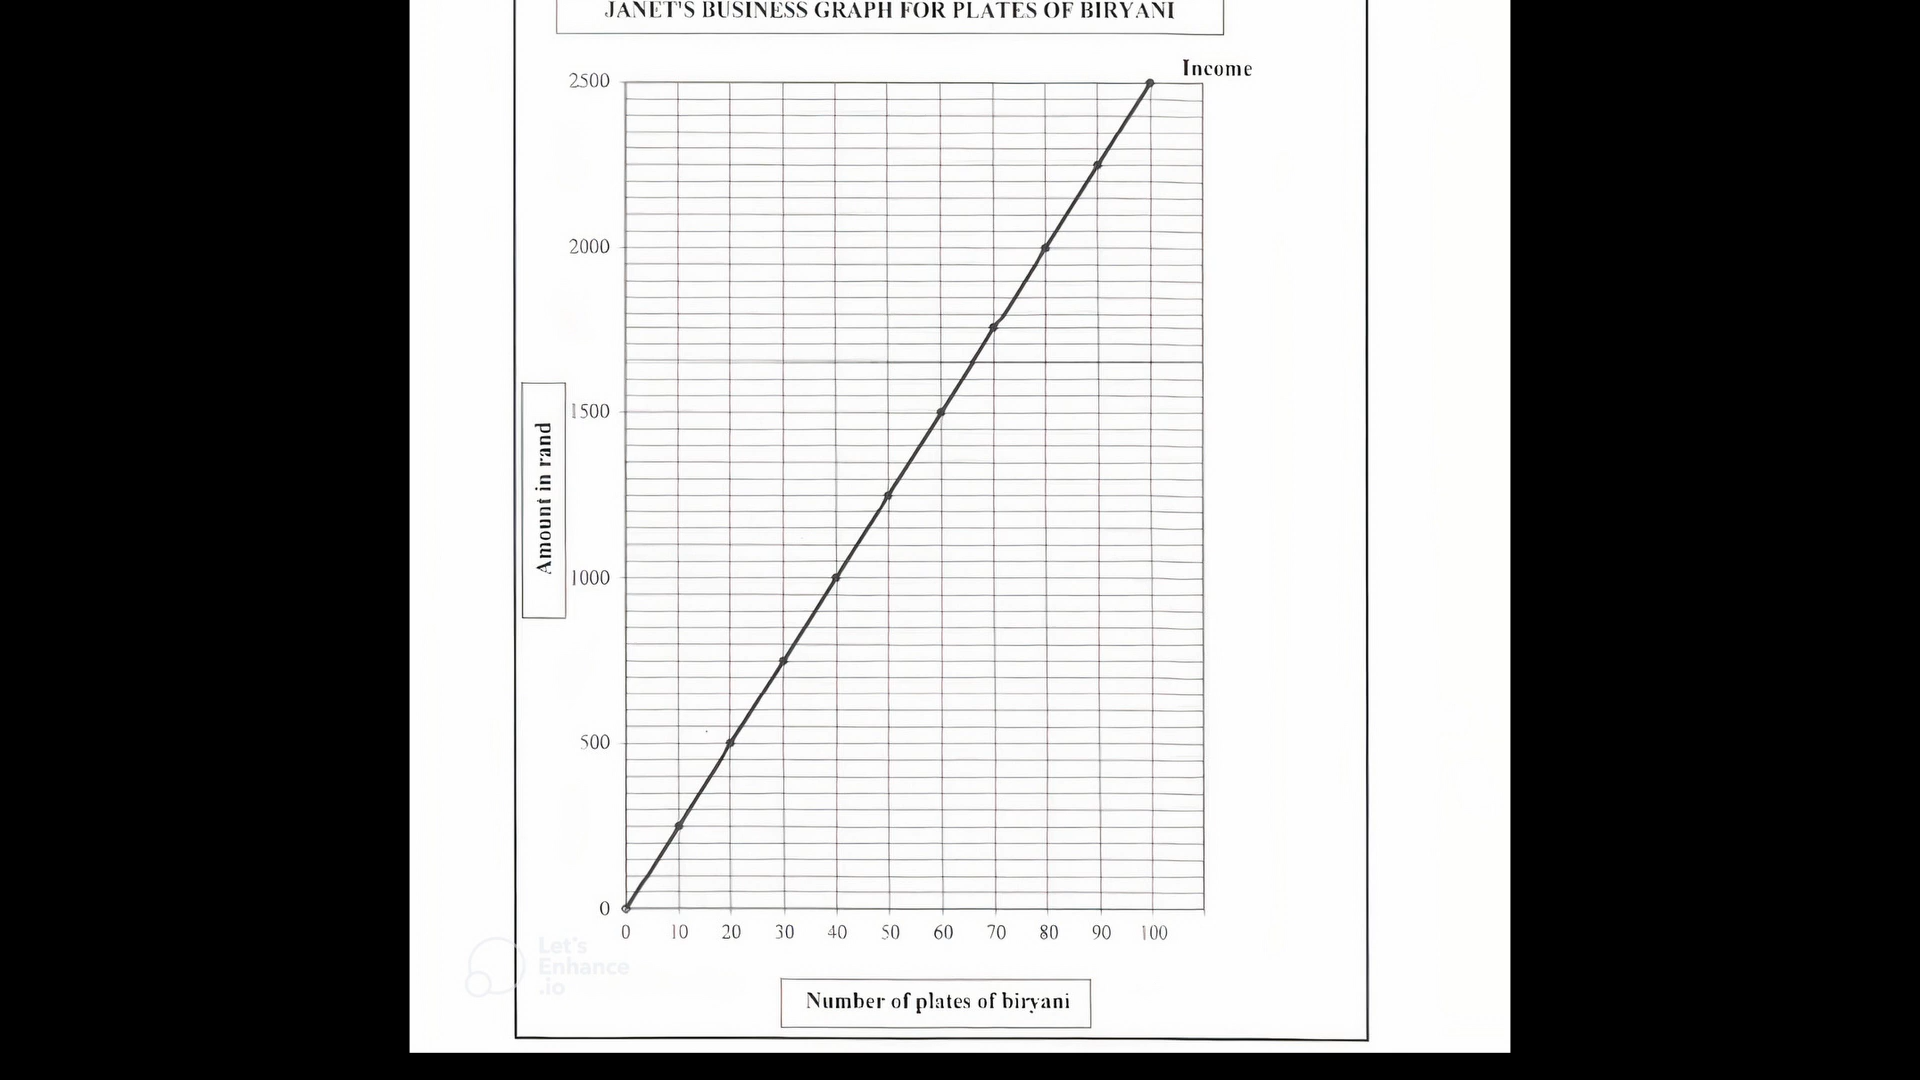 JANET'S BUSINESS GRAPH FOR PLATES OF BIRYANI
Income
2500
2000
1500
1000
500
0
Amount in rand
0 10 20 30 40 50 60 70 80 90 100
Number of plates of biryani
Let's
Enhance
.io